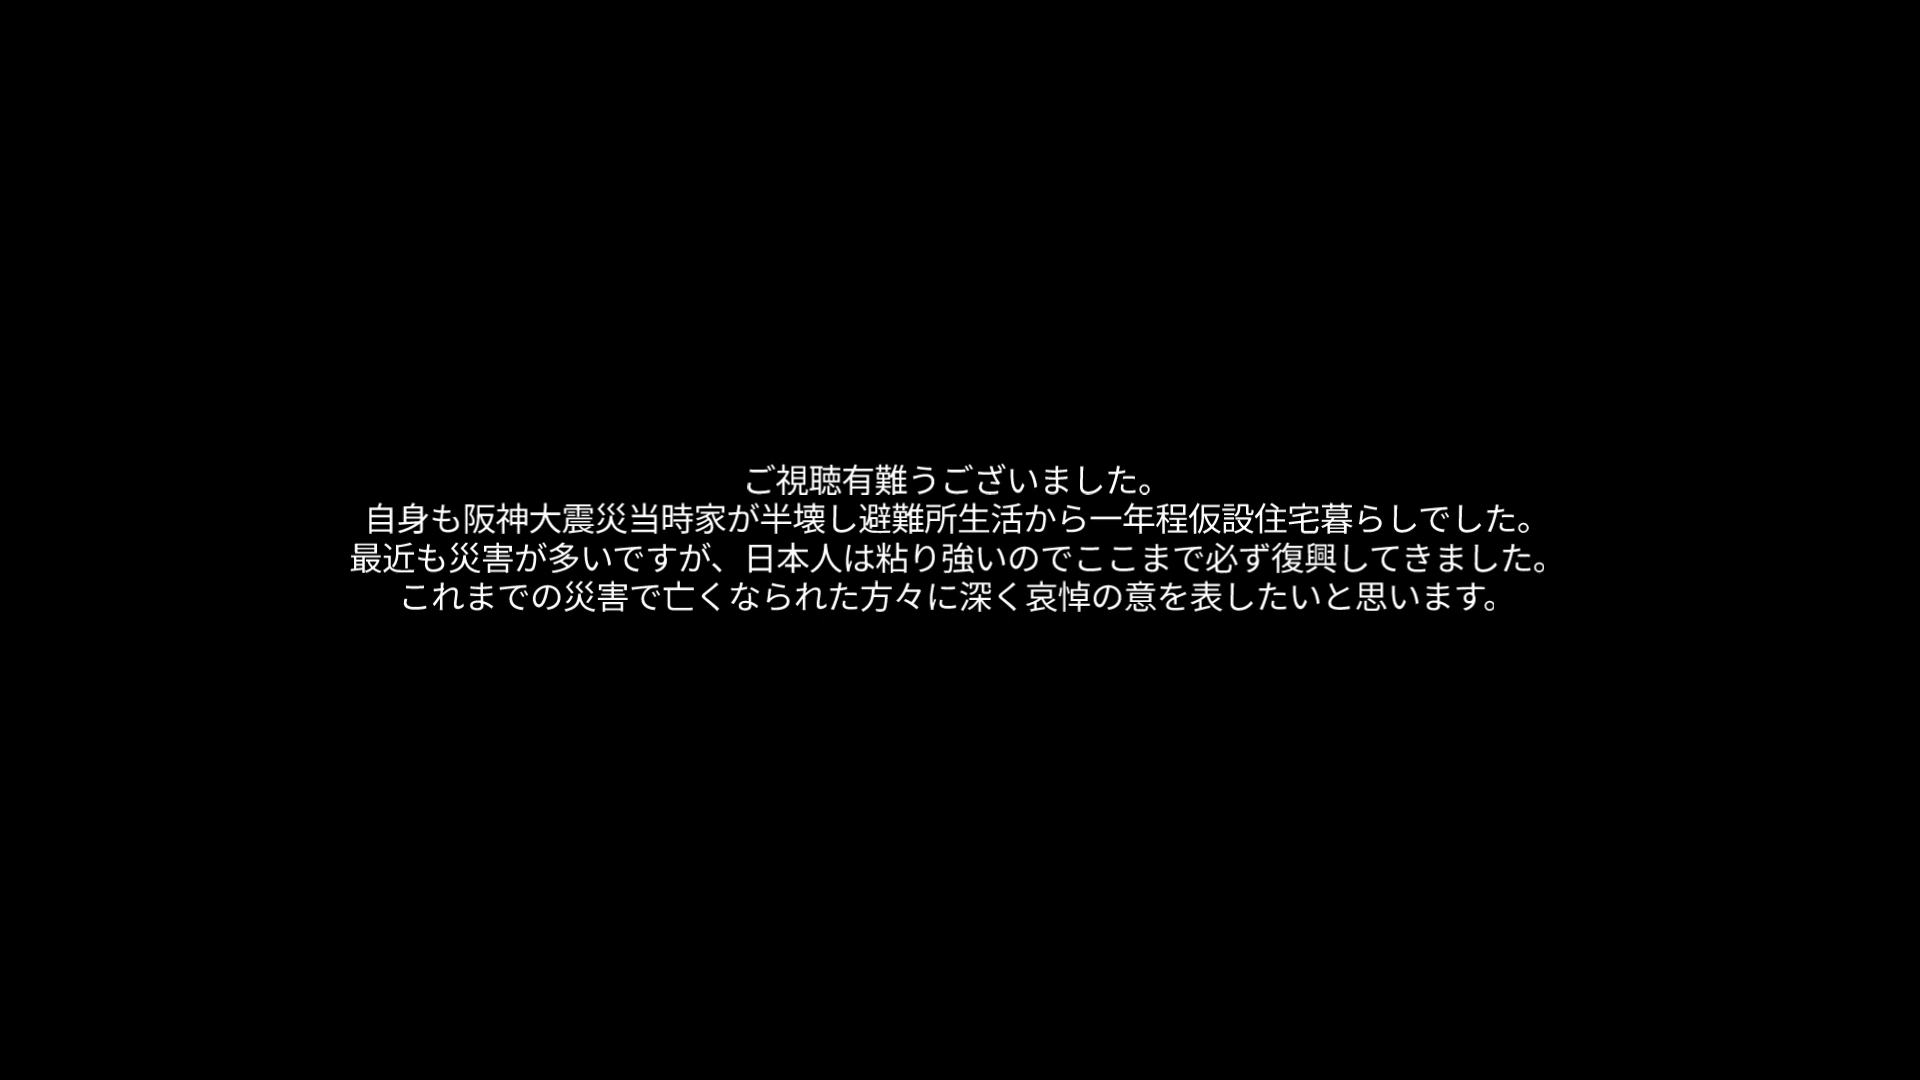 ご視聴有難うございました。
自身も阪神大震災当時家が半壊し避難所生活から一年程仮設住宅暮らしでした。
最近も災害が多いですが、日本人は粘り強いのでここまで必ず復興してきました。
これまでの災害で亡くなられた方々に深く哀悼の意を表したいと思います。